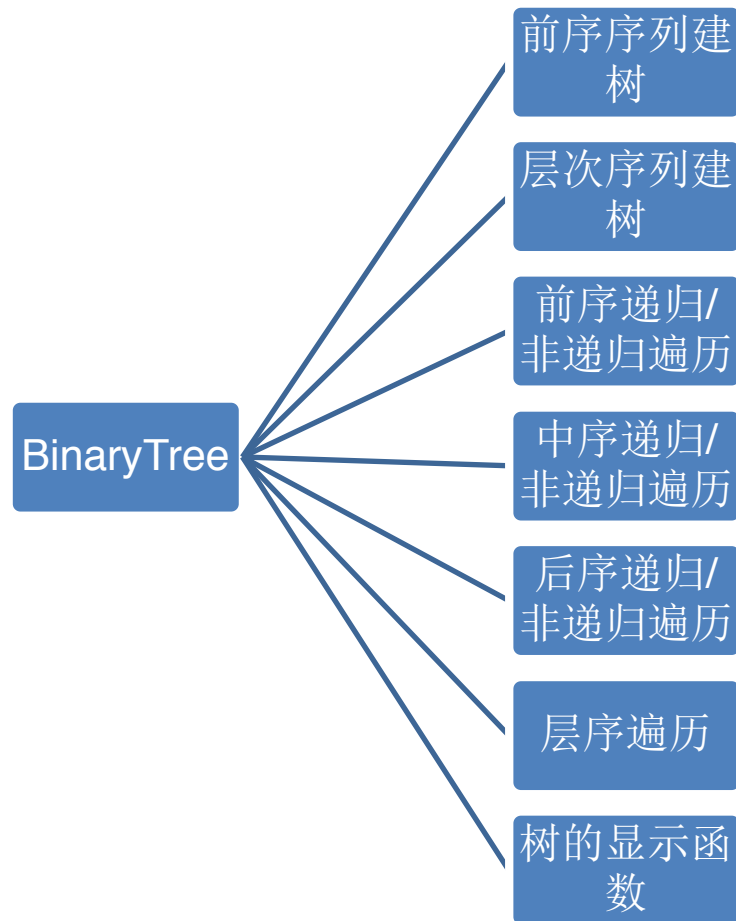 前序序列建
树
层次序列建
树
前序递归/
非递归遍历
BinaryTree
中序递归/
非递归遍历
后序递归/
非递归遍历
层序遍历
树的显示函
数